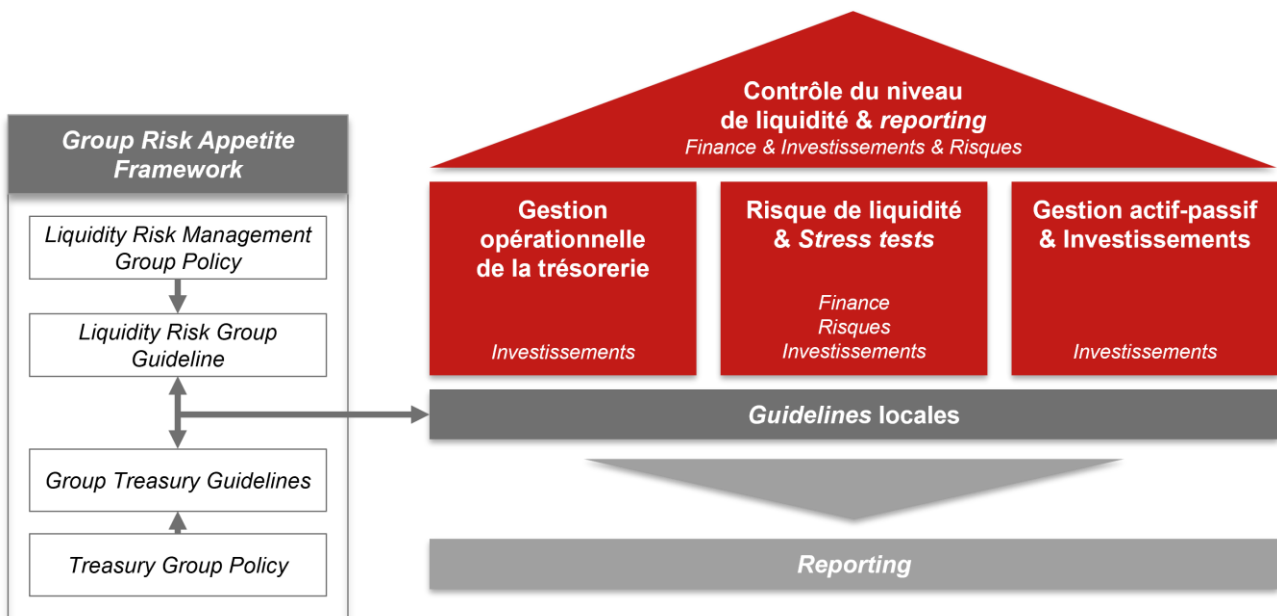 Group Risk Appetite
Framework
Liquidity Risk Management
Group Policy
Liquidity Risk Group
Guideline
Group Treasury Guidelines
Treasury Group Policy
Contrôle du niveau
de liquidité & reporting
Finance & Investissements & Risques
Gestion
opérationnelle
de la trésorerie
Investissements
Risque de liquidité
& Stress tests
Finance
Risques
Investissements
Gestion actif-passif
& Investissements
Investissements
Guidelines locales
Reporting